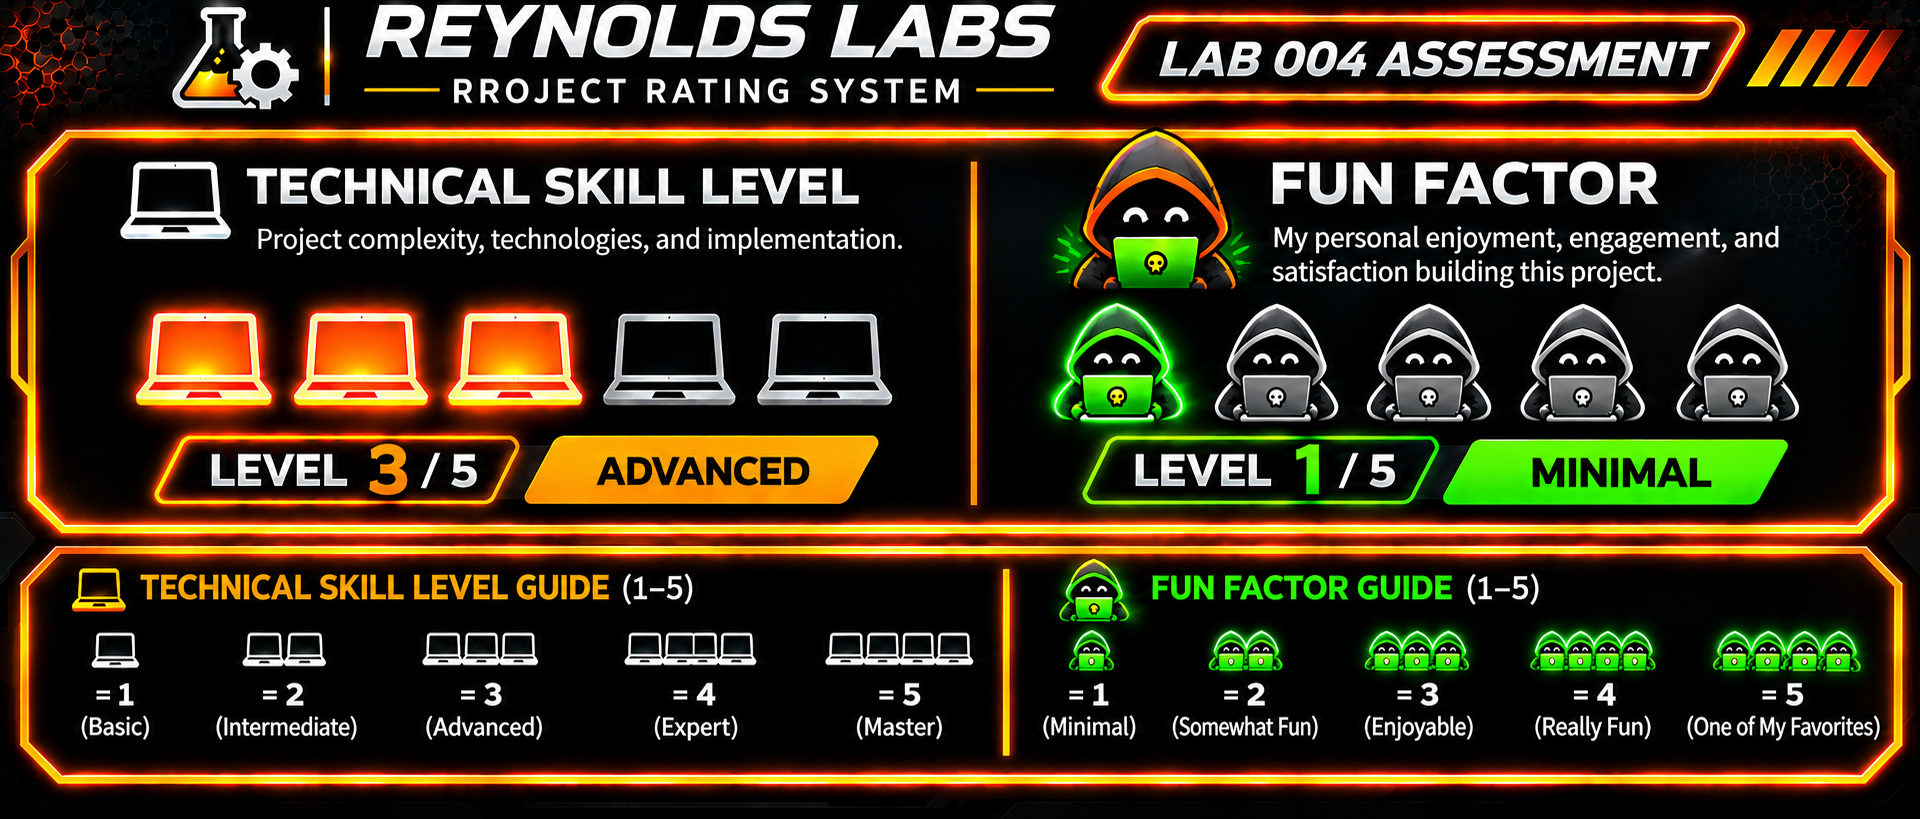 REYNOLDS LABS
RROJECT RATING SYSTEM
LAB 004 ASSESSMENT
TECHNICAL SKILL LEVEL
Project complexity, technologies, and implementation.
LEVEL 3 / 5
ADVANCED
FUN FACTOR
My personal enjoyment, engagement, and
satisfaction building this project.
LEVEL 1 / 5
MINIMAL
TECHNICAL SKILL LEVEL GUIDE (1–5)
= 1
(Basic)
= 2
(Intermediate)
= 3
(Advanced)
= 4
(Expert)
= 5
(Master)
FUN FACTOR GUIDE (1–5)
= 1
(Minimal)
= 2
(Somewhat Fun)
= 3
(Enjoyable)
= 4
(Really Fun)
= 5
(One of My Favorites)